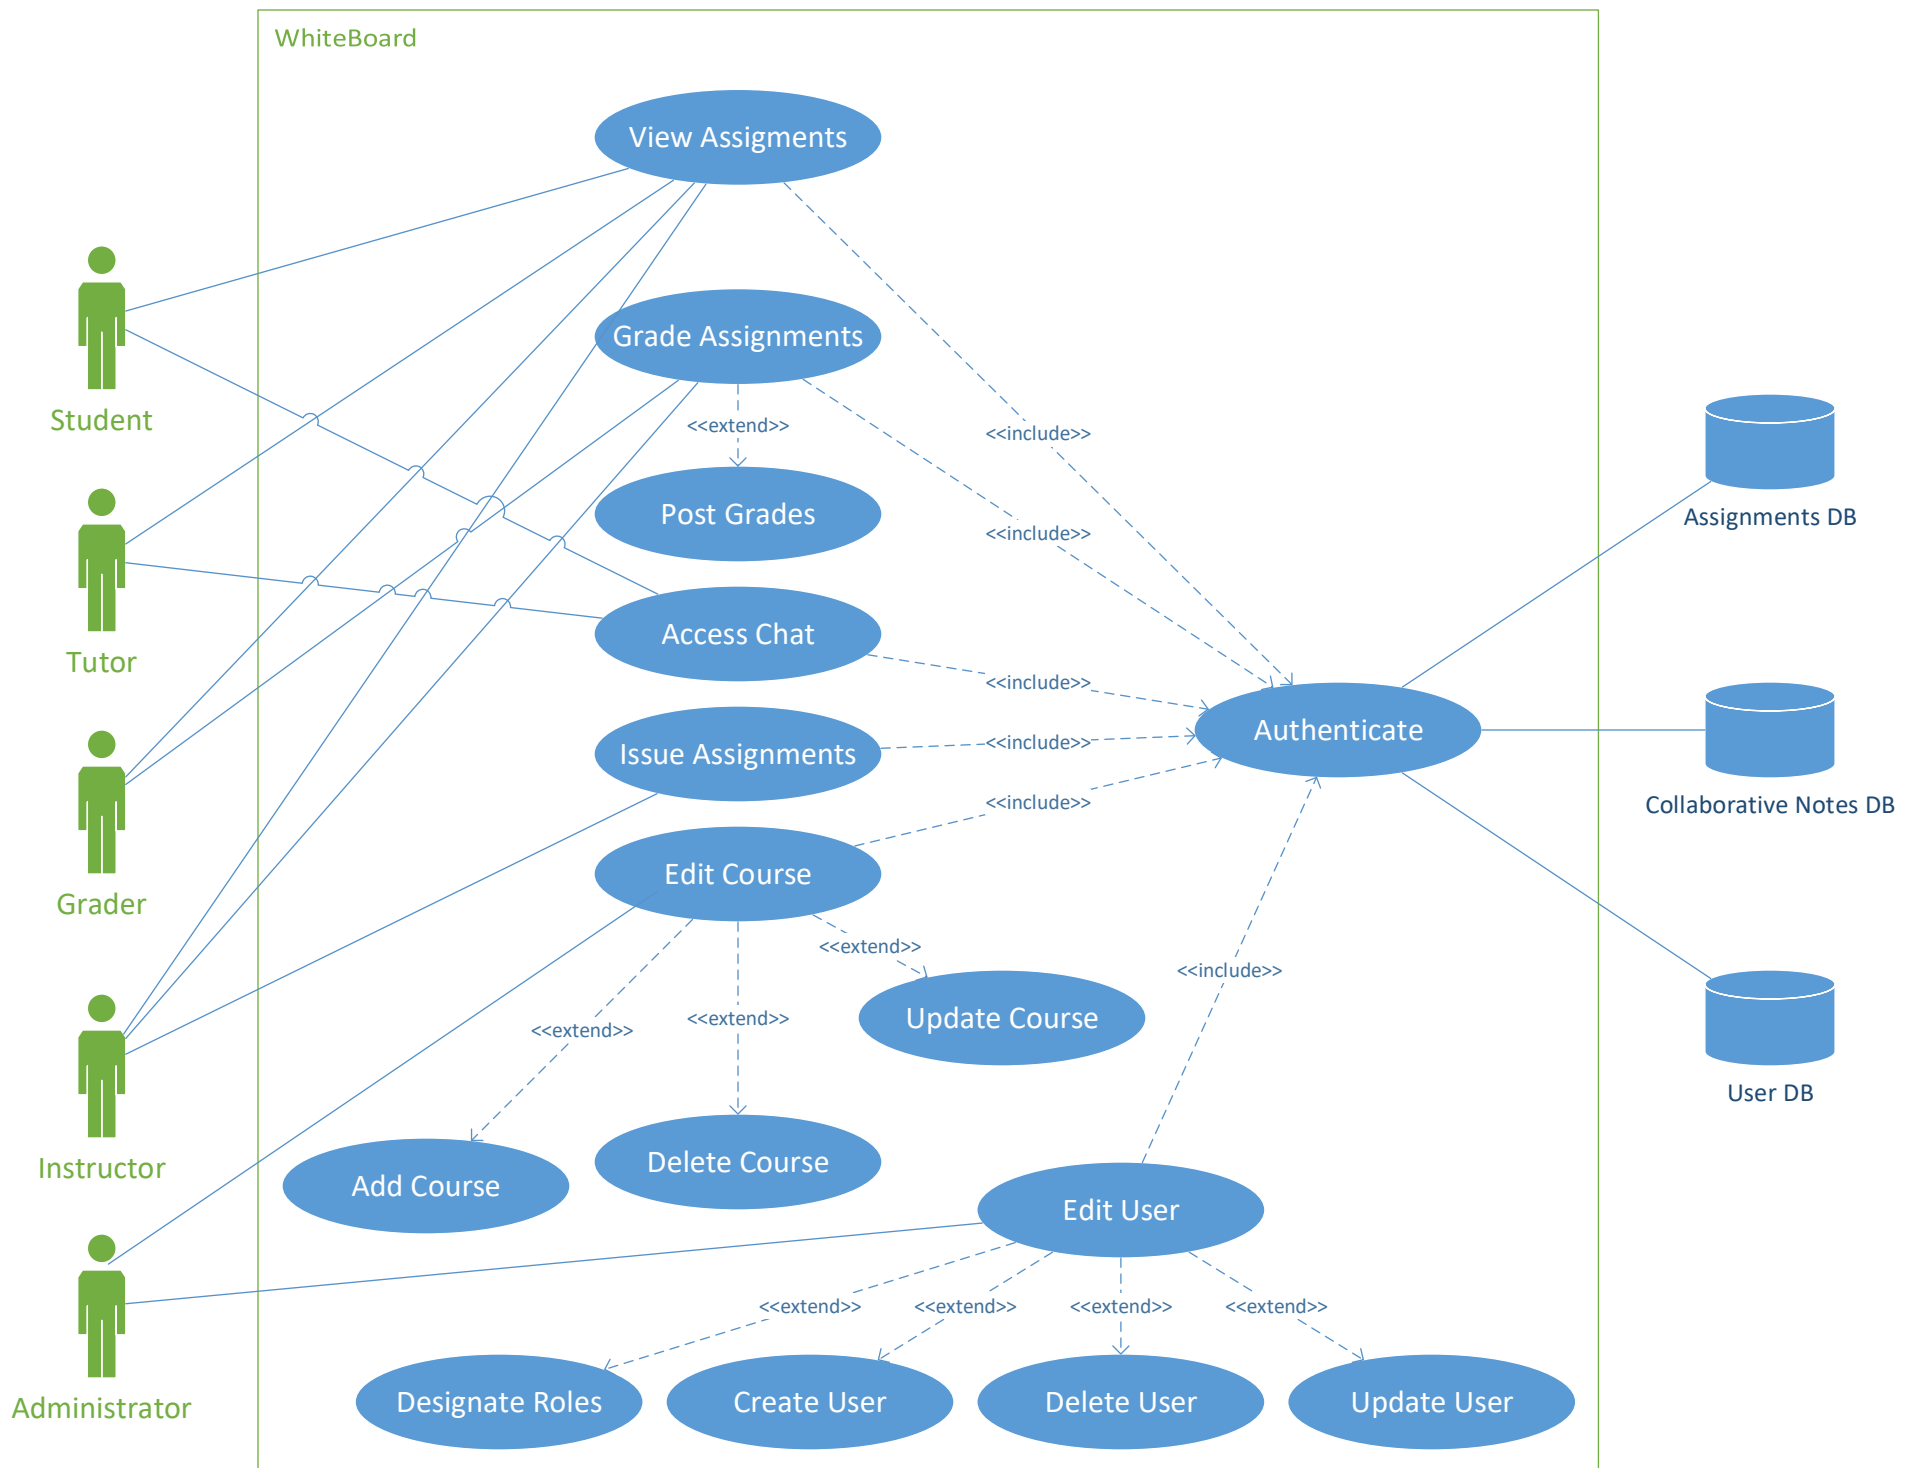 WhiteBoard
View Assigments
Grade Assignments
Student
<<extend>>
<<include>>
Post Grades
Assignments DB
<<include>>
Tutor
Access Chat
<<include>>
Authenticate
Issue Assignments
<<include>>
<<include>>
Collaborative Notes DB
Edit Course
Grader
<<extend>>
<<include>>
Update Course
<<extend>>
<<extend>>
User DB
Instructor
Add Course
Delete Course
Edit User
<<extend>>
<<extend>>
<<extend>>
<<extend>>
Administrator
Designate Roles
Create User
Delete User
Update User